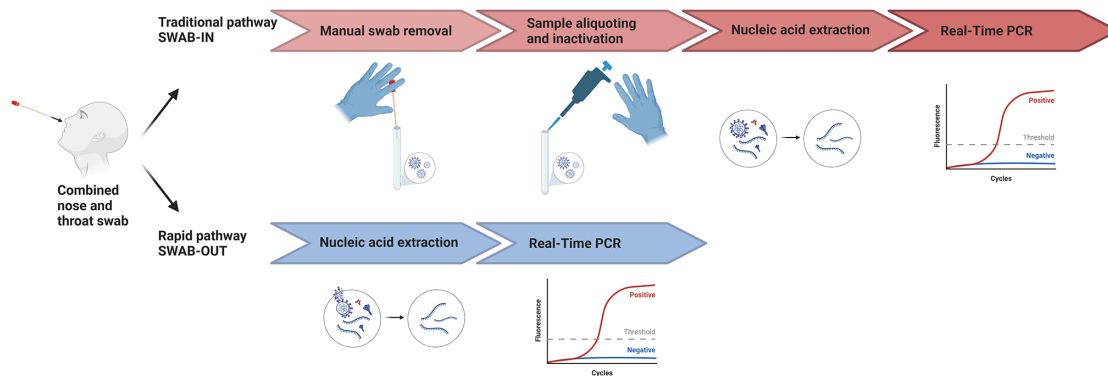 Traditional pathway
SWAB-IN
Manual swab removal
Sample aliquoting
and inactivation
Nucleic acid extraction
Real-Time PCR
Combined
nose and
throat swab
Fluorescence
Positive
Threshold
Negative
Cycles
Rapid pathway
SWAB-OUT
Nucleic acid extraction
Real-Time PCR
Fluorescence
Positive
Threshold
Negative
Cycles